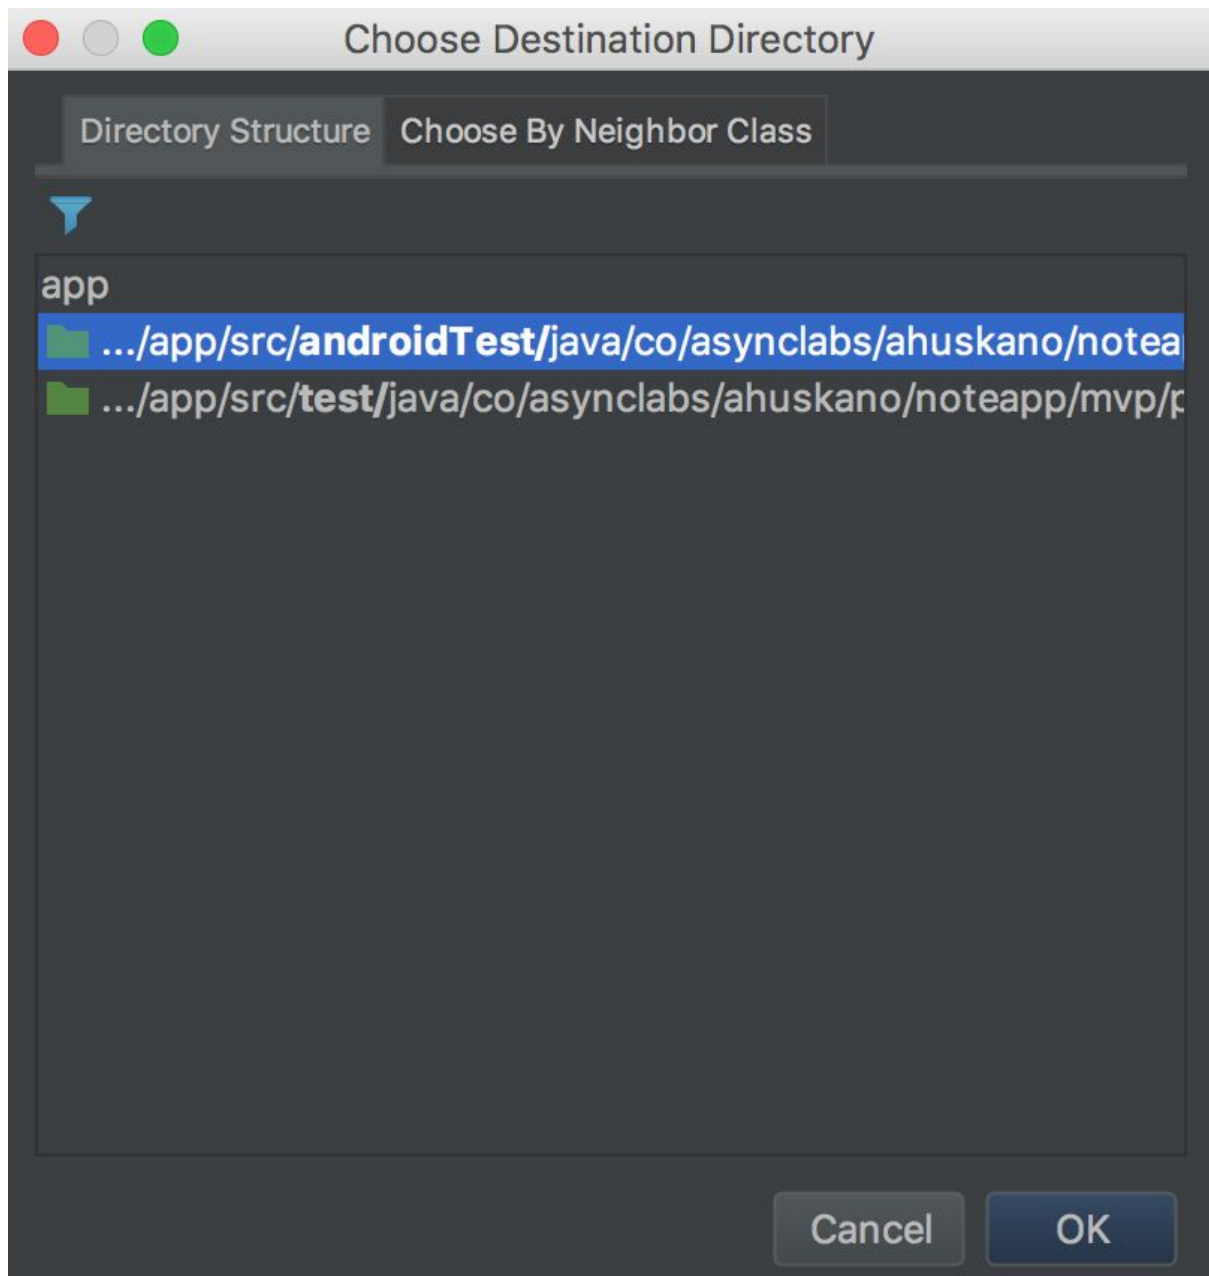 Choose Destination Directory
Directory Structure Choose By Neighbor Class
app
.../app/src/androidTest/java/co/asynclabs/ahuskano/notea
.../app/src/test/java/co/asynclabs/ahuskano/noteapp/mvp/p
Cancel OK